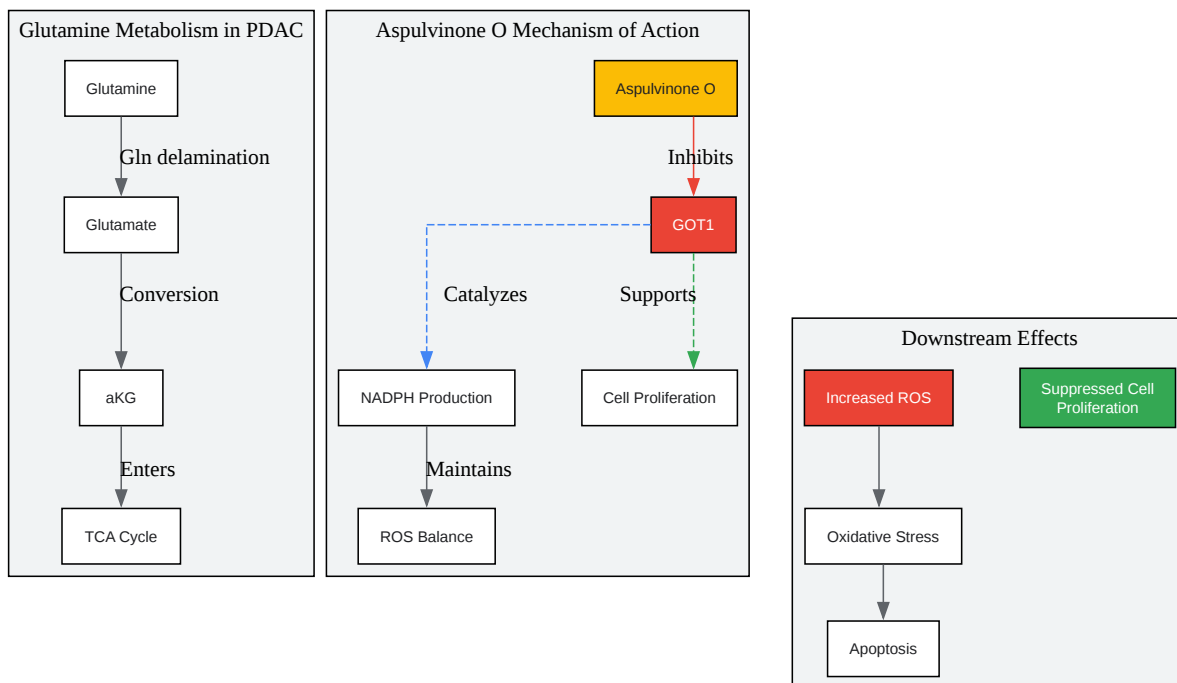 Glutamine Metabolism in PDAC
Glutamine
Gln delamination
Glutamate
Conversion
aKG
Enters
TCA Cycle
Aspulvinone O Mechanism of Action
Aspulvinone O
Inhibits
GOT1
Catalyzes
Supports
NADPH Production
Cell Proliferation
Maintains
ROS Balance
Downstream Effects
Increased ROS
Suppressed Cell
Proliferation
Oxidative Stress
Apoptosis